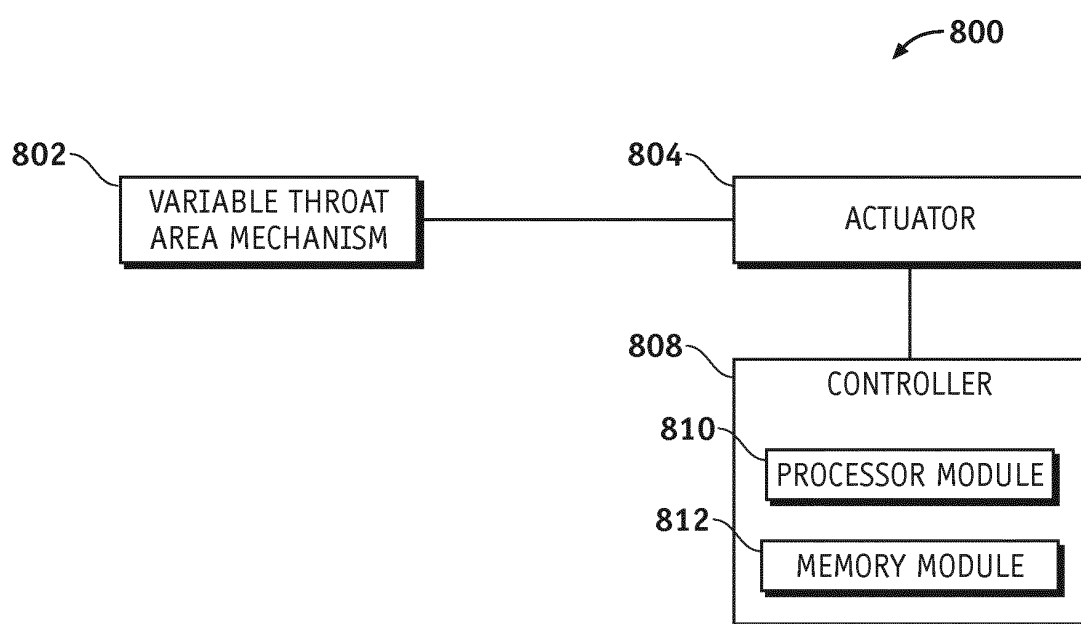 800
802
VARIABLE THROAT
AREA MECHANISM
804
ACTUATOR
808
CONTROLLER
810
PROCESSOR MODULE
812
MEMORY MODULE